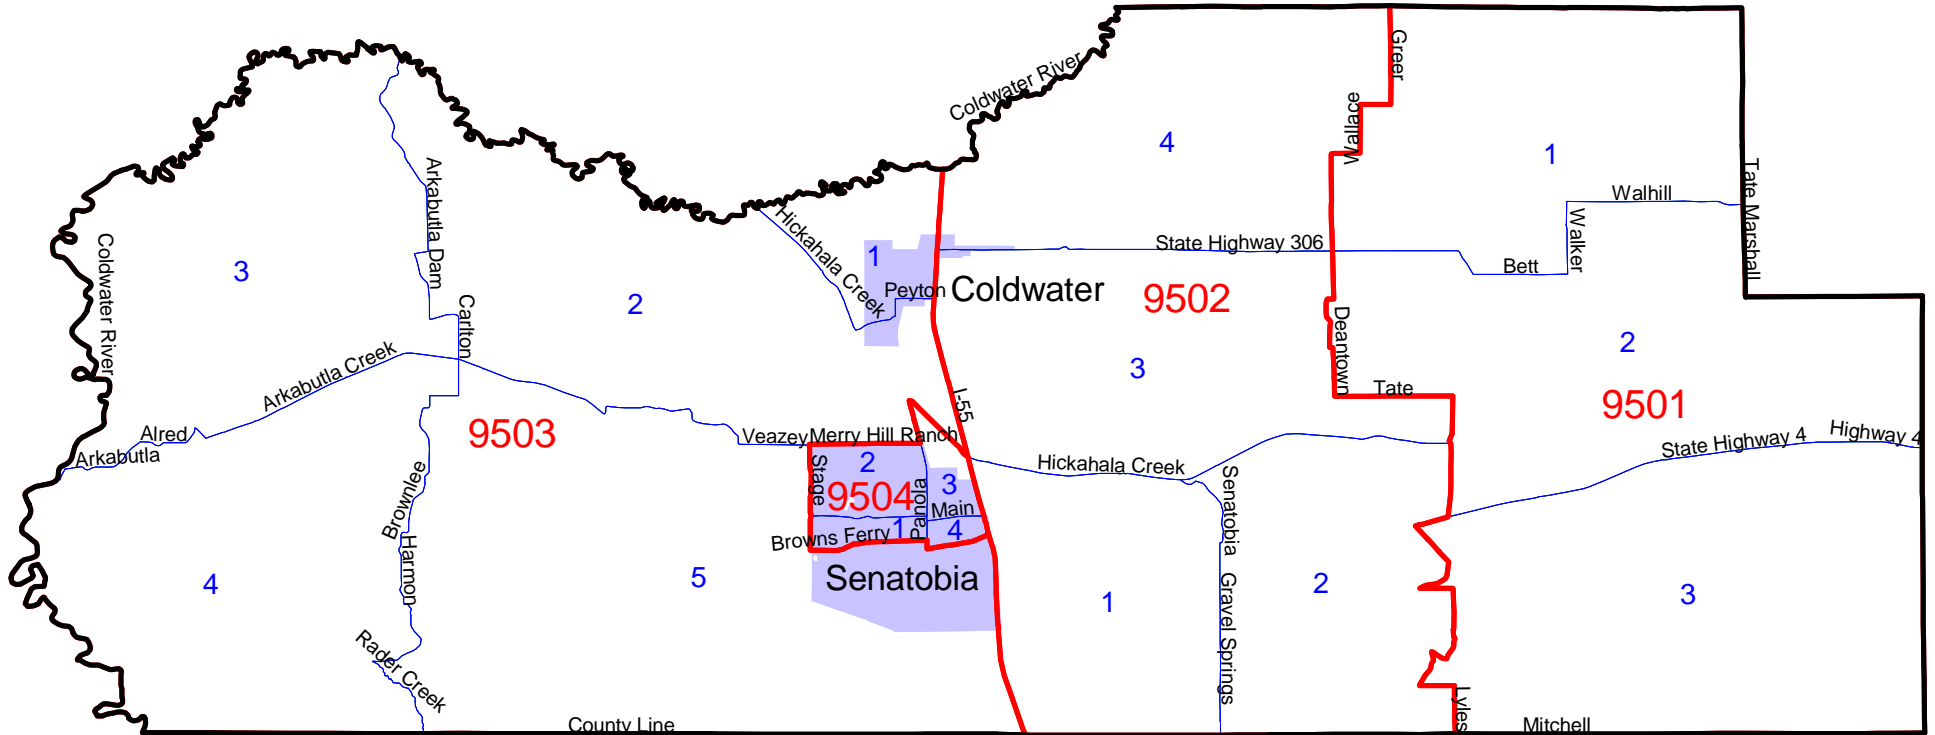 Coldwater River
Greer
Wallace
4
1
Tate Marshall
Arkabutla Dam
Walhill
Walker
Hickahala Creek
Coldwater River
3
1
State Highway 306
Bett
Peyton
Coldwater
9502
2
Carlton
Deantown
2
Arkabutla Creek
3
Tate
I-55
9501
9503
Alred
Veazey
Merry Hill Ranch
State Highway 4
Highway 4
Arkabutla
Stage
2
Hickahala Creek
Brownlee
9504
Panola
3
Main
Senatobia
Browns Ferry
1
4
Harmon
4
5
Senatobia
1
Gravel Springs
2
3
Rader Creek
Lyles
County Line
Mitchell